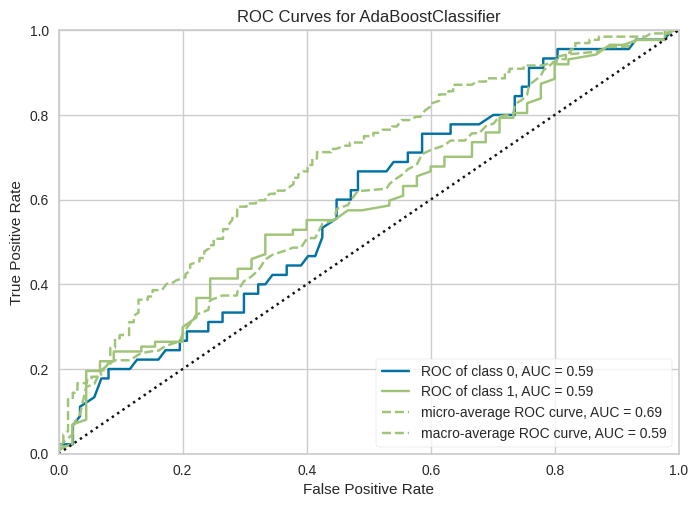 ROC Curves for AdaBoostClassifier
True Positive Rate
1.0
0.8
0.6
0.4
0.2
0.0
0.0 0.2 0.4 0.6 0.8 1.0
False Positive Rate
ROC of class 0, AUC = 0.59
ROC of class 1, AUC = 0.59
micro-average ROC curve, AUC = 0.69
macro-average ROC curve, AUC = 0.59